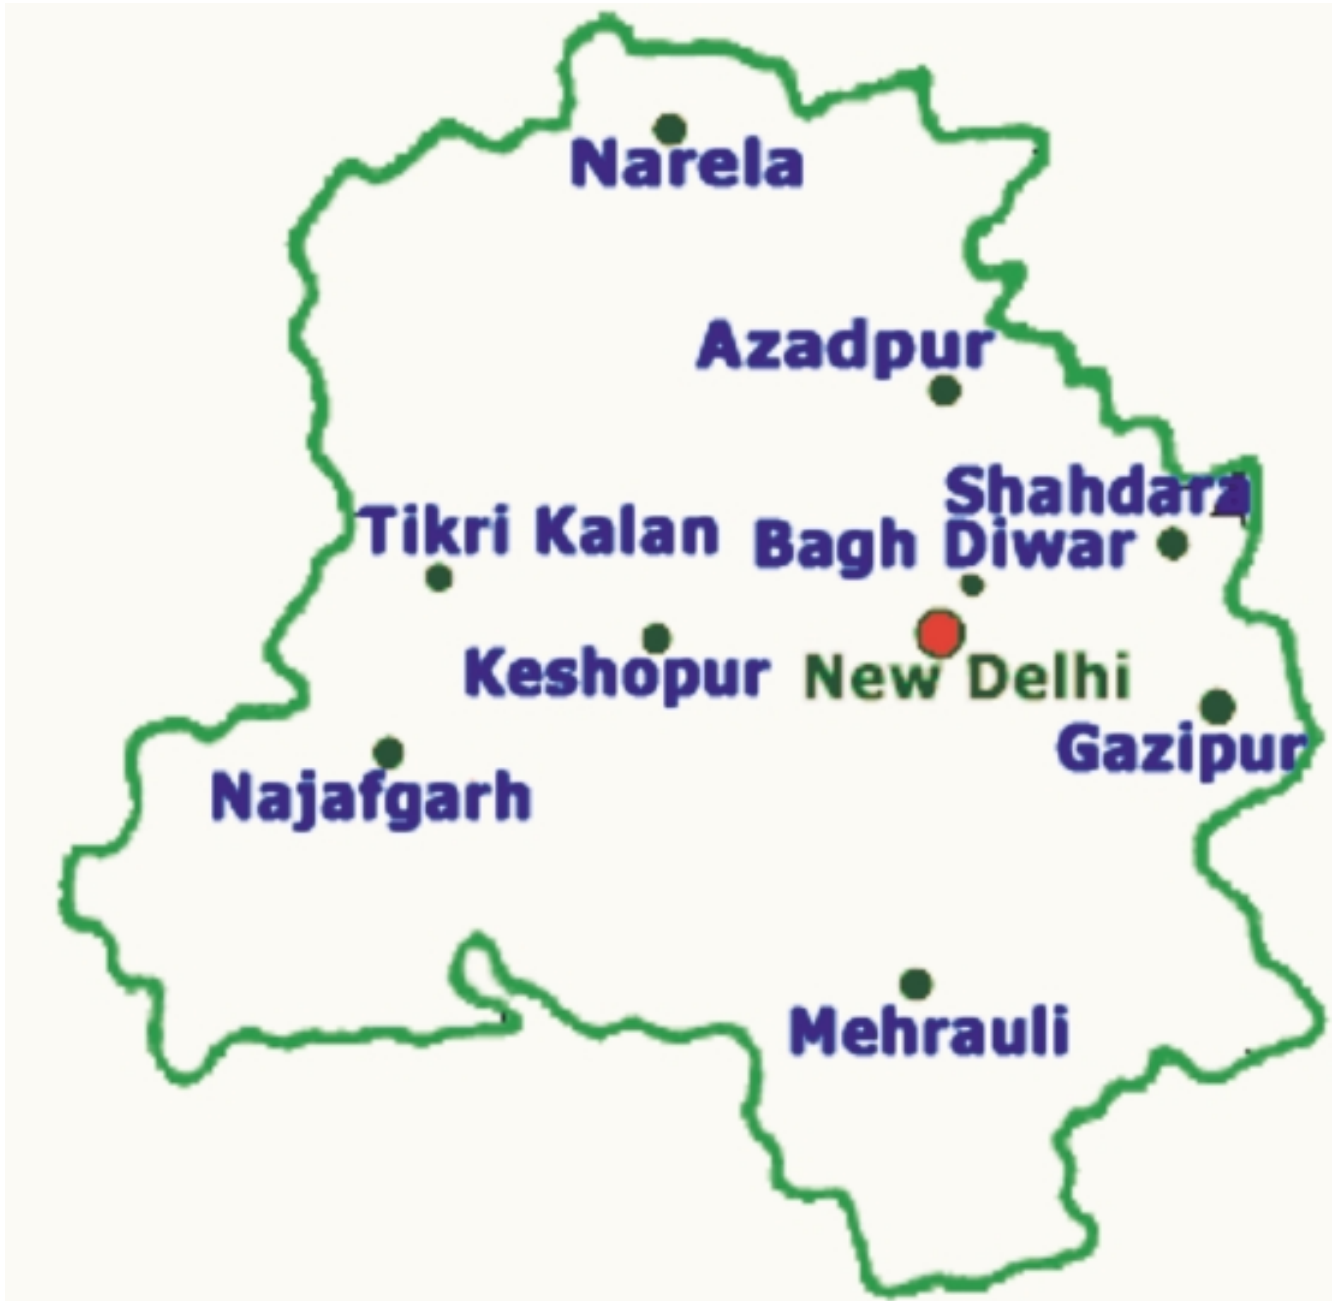 Narela
Azadpur
Shahdara
Tikri Kalan
Bagh Diwar
Keshopur
New Delhi
Gazipur
Najafgarh
Mehrauli